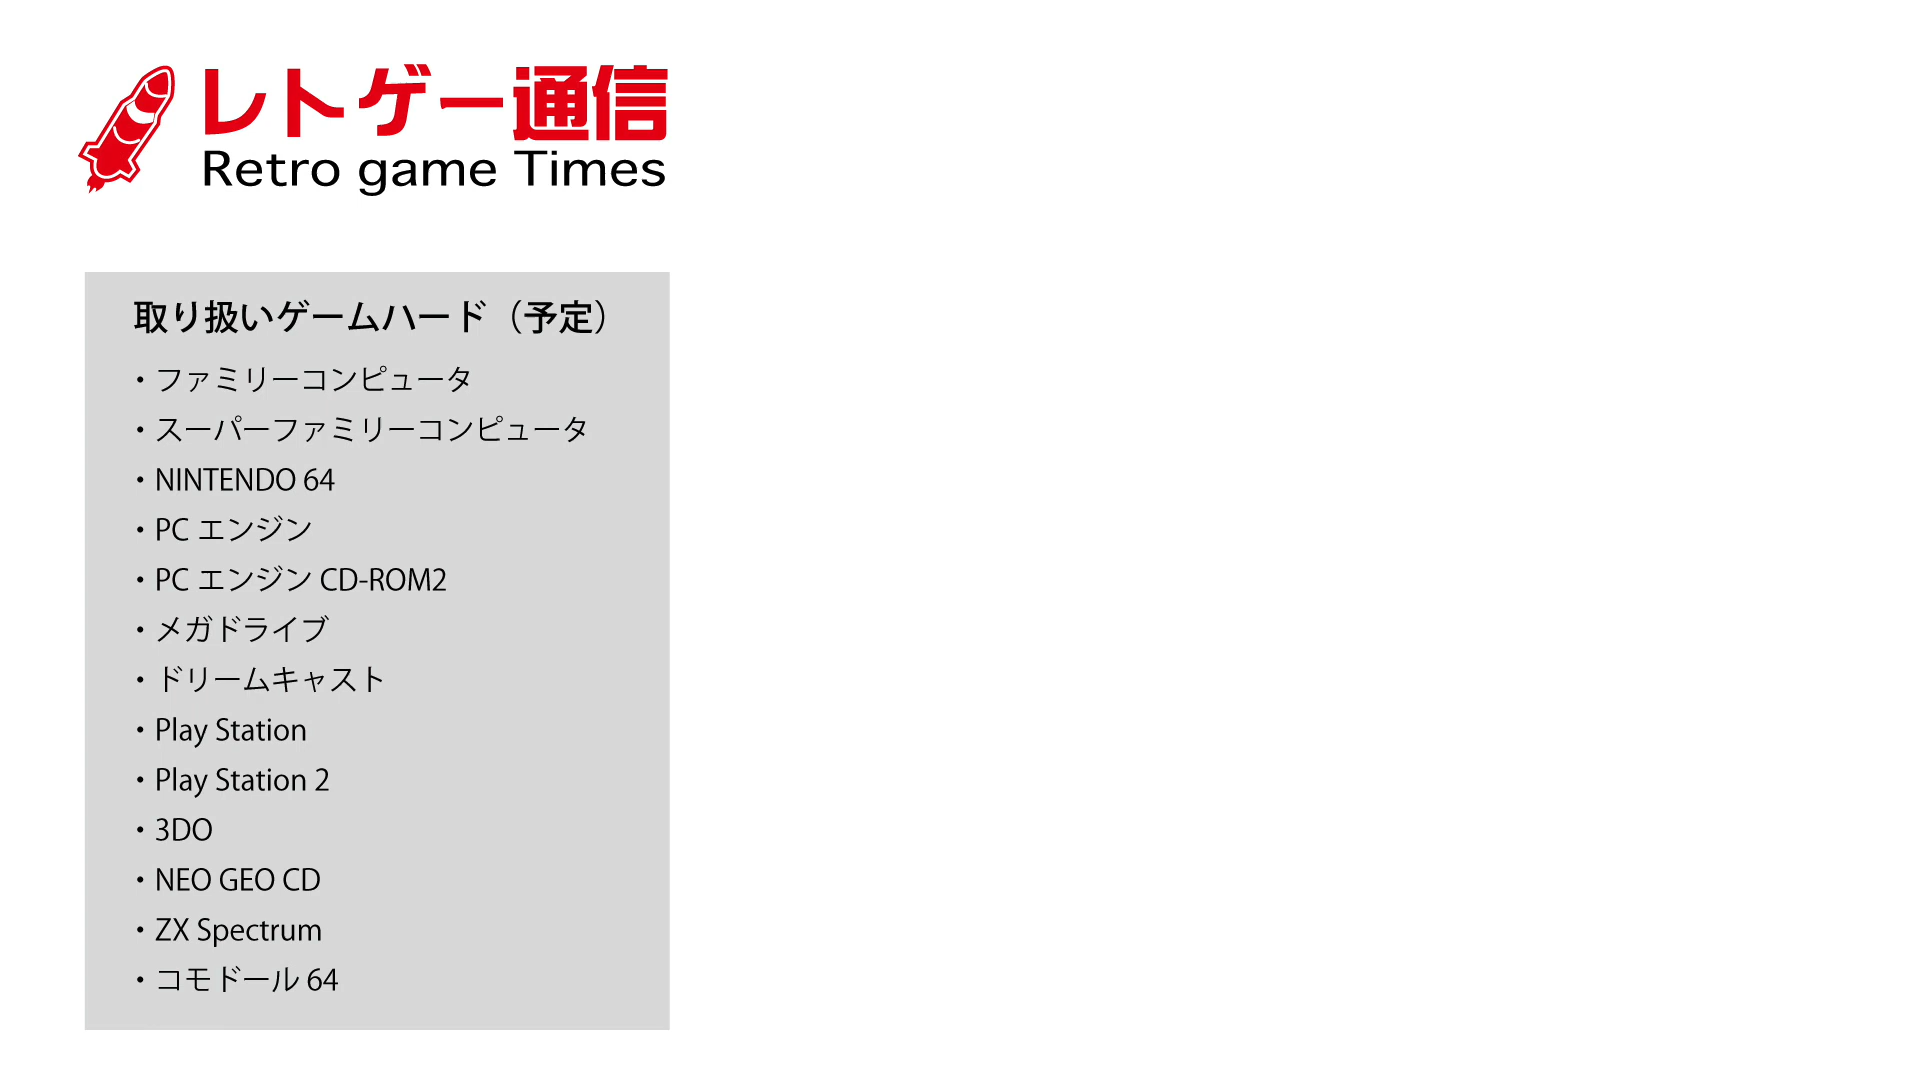 レトゲー通信
Retro game Times
取り扱いゲームハード（予定）
・ファミリーコンピュータ
・スーパーファミリーコンピュータ
・NINTENDO 64
・PC エンジン
・PC エンジン CD-ROM2
・メガドライブ
・ドリームキャスト
・Play Station
・Play Station 2
・3DO
・NEO GEO CD
・ZX Spectrum
・コモドール 64